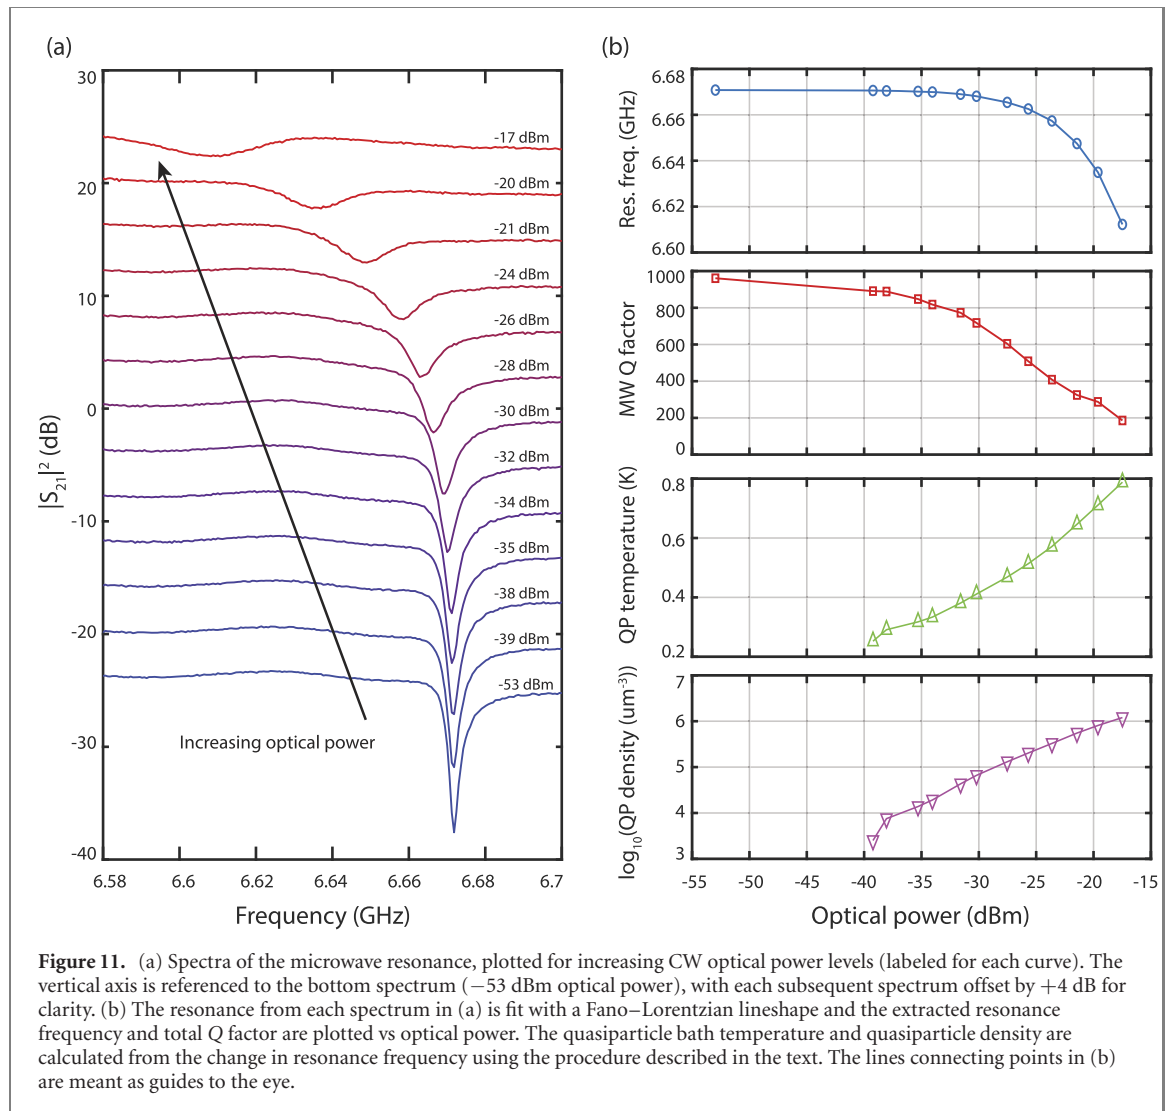 (a)
30
20
10
0
-10
-20
-30
-40
|S21|² (dB)
-17 dBm
-20 dBm
-21 dBm
-24 dBm
-26 dBm
-28 dBm
-30 dBm
-32 dBm
-34 dBm
-35 dBm
-38 dBm
-39 dBm
-53 dBm
Increasing optical power
6.58 6.6 6.62 6.64 6.66 6.68 6.7
Frequency (GHz)
(b)
6.68
6.66
6.64
6.62
6.60
Res. freq. (GHz)
1000
800
600
400
200
0
MW Q factor
0.8
0.6
0.4
0.2
QP temperature (K)
7
6
5
4
3
log10(QP density (um-3))
-55 -50 -45 -40 -35 -30 -25 -20 -15
Optical power (dBm)
Figure 11. (a) Spectra of the microwave resonance, plotted for increasing CW optical power levels (labeled for each curve). The
vertical axis is referenced to the bottom spectrum (−53 dBm optical power), with each subsequent spectrum offset by +4 dB for
clarity. (b) The resonance from each spectrum in (a) is fit with a Fano–Lorentzian lineshape and the extracted resonance
frequency and total Q factor are plotted vs optical power. The quasiparticle bath temperature and quasiparticle density are
calculated from the change in resonance frequency using the procedure described in the text. The lines connecting points in (b)
are meant as guides to the eye.